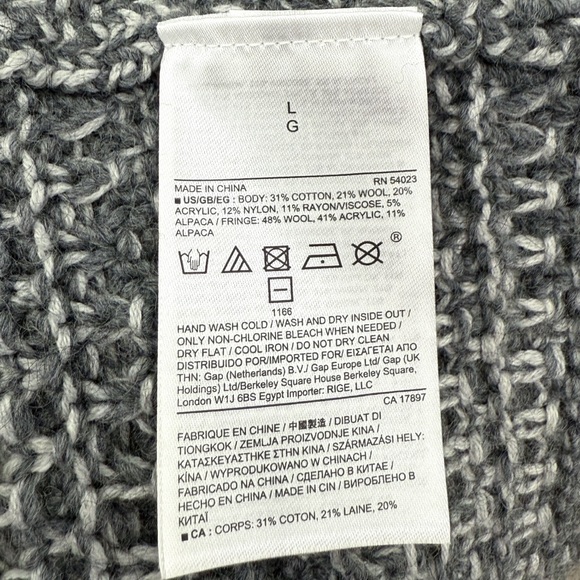 L
G
MADE IN CHINA RN 54023
■ US/GB/EG : BODY: 31% COTTON, 21% WOOL, 20%
ACRYLIC, 12% NYLON, 11% RAYON/VISCOSE, 5%
ALPACA / FRINGE: 48% WOOL, 41% ACRYLIC, 11%
ALPACA
®
1166
HAND WASH COLD / WASH AND DRY INSIDE OUT /
ONLY NON-CHLORINE BLEACH WHEN NEEDED /
DRY FLAT / COOL IRON / DO NOT DRY CLEAN
DISTRIBUIDO POR/IMPORTED FOR/ ΕΙΣΑΓΕΤΑΙ ΑΠΟ
ΤΗΝ: Gap (Netherlands) B.V./ Gap Europe Ltd/ Gap (UK
Holdings) Ltd/Berkeley Square House Berkeley Square,
London W1J 6BS Egypt Importer: RIGE, LLC
CA 17897
FABRIQUE EN CHINE / 中國製造 / DIBUAT DI
TIONGKOK / ZEMLJA PROIZVODNJE KINA /
ΚΑΤΑΣΚΕΥΑΣΤΗΚΕ ΣΤΗΝ ΚΙΝΑ / SZÁRMAZÁSI HELY:
KÍNA / WYPRODUKOWANO W CHINACH /
FABRICADO NA CHINA / СДЕЛАНО В КИТАЕ /
HECHO EN CHINA / MADE IN CIN / ВИРОБЛЕНО В
КИТАЇ
■ CA : CORPS: 31% COTON, 21% LAINE, 20%